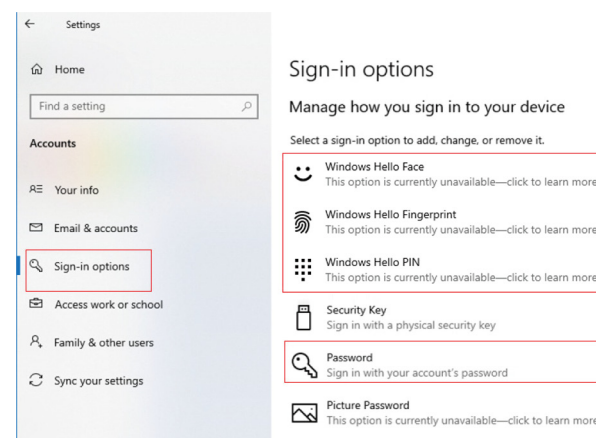 Settings
Home
Find a setting
Accounts
Your info
Email & accounts
Sign-in options
Access work or school
Family & other users
Sync your settings
Sign-in options
Manage how you sign in to your device
Select a sign-in option to add, change, or remove it.
Windows Hello Face
This option is currently unavailable—click to learn more
Windows Hello Fingerprint
This option is currently unavailable—click to learn more
Windows Hello PIN
This option is currently unavailable—click to learn more
Security Key
Sign in with a physical security key
Password
Sign in with your account's password
Picture Password
This option is currently unavailable—click to learn more